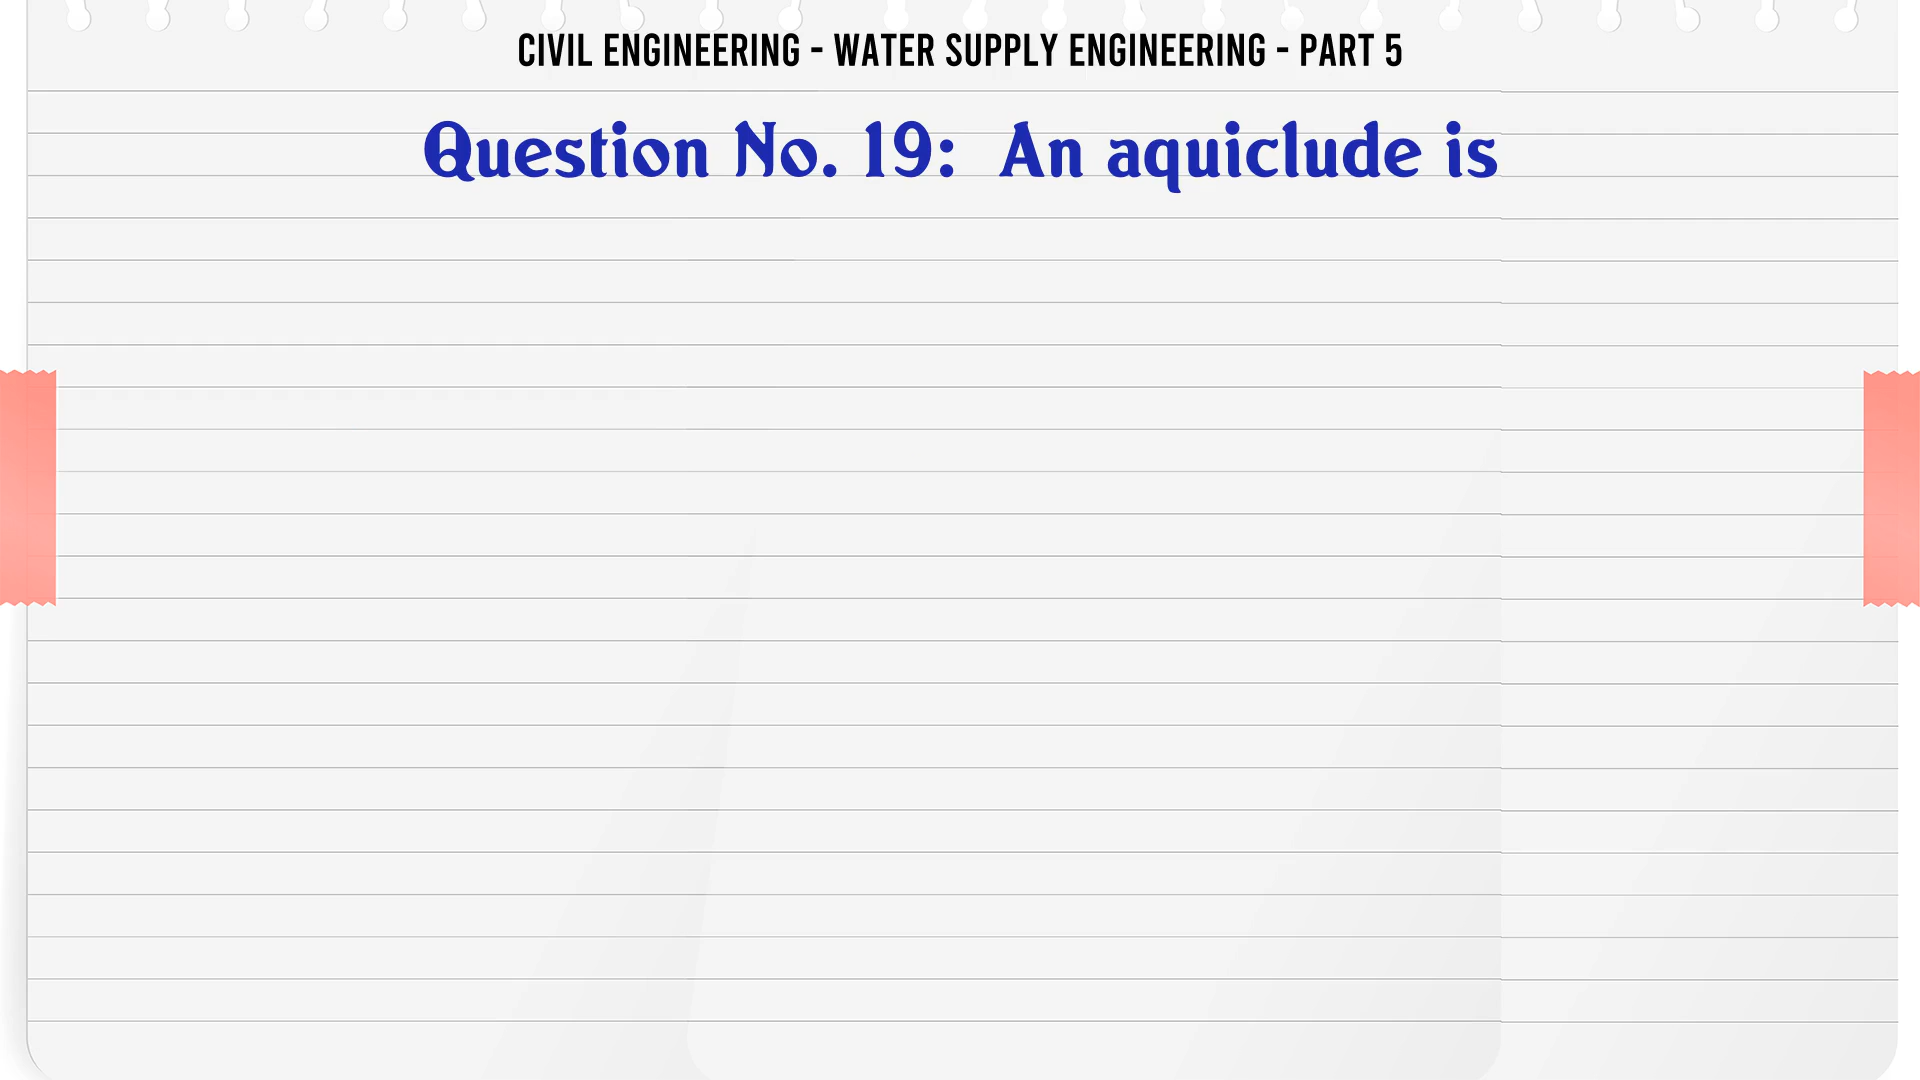 CIVIL ENGINEERING - WATER SUPPLY ENGINEERING - PART 5
Question No. 19: An aquiclude is